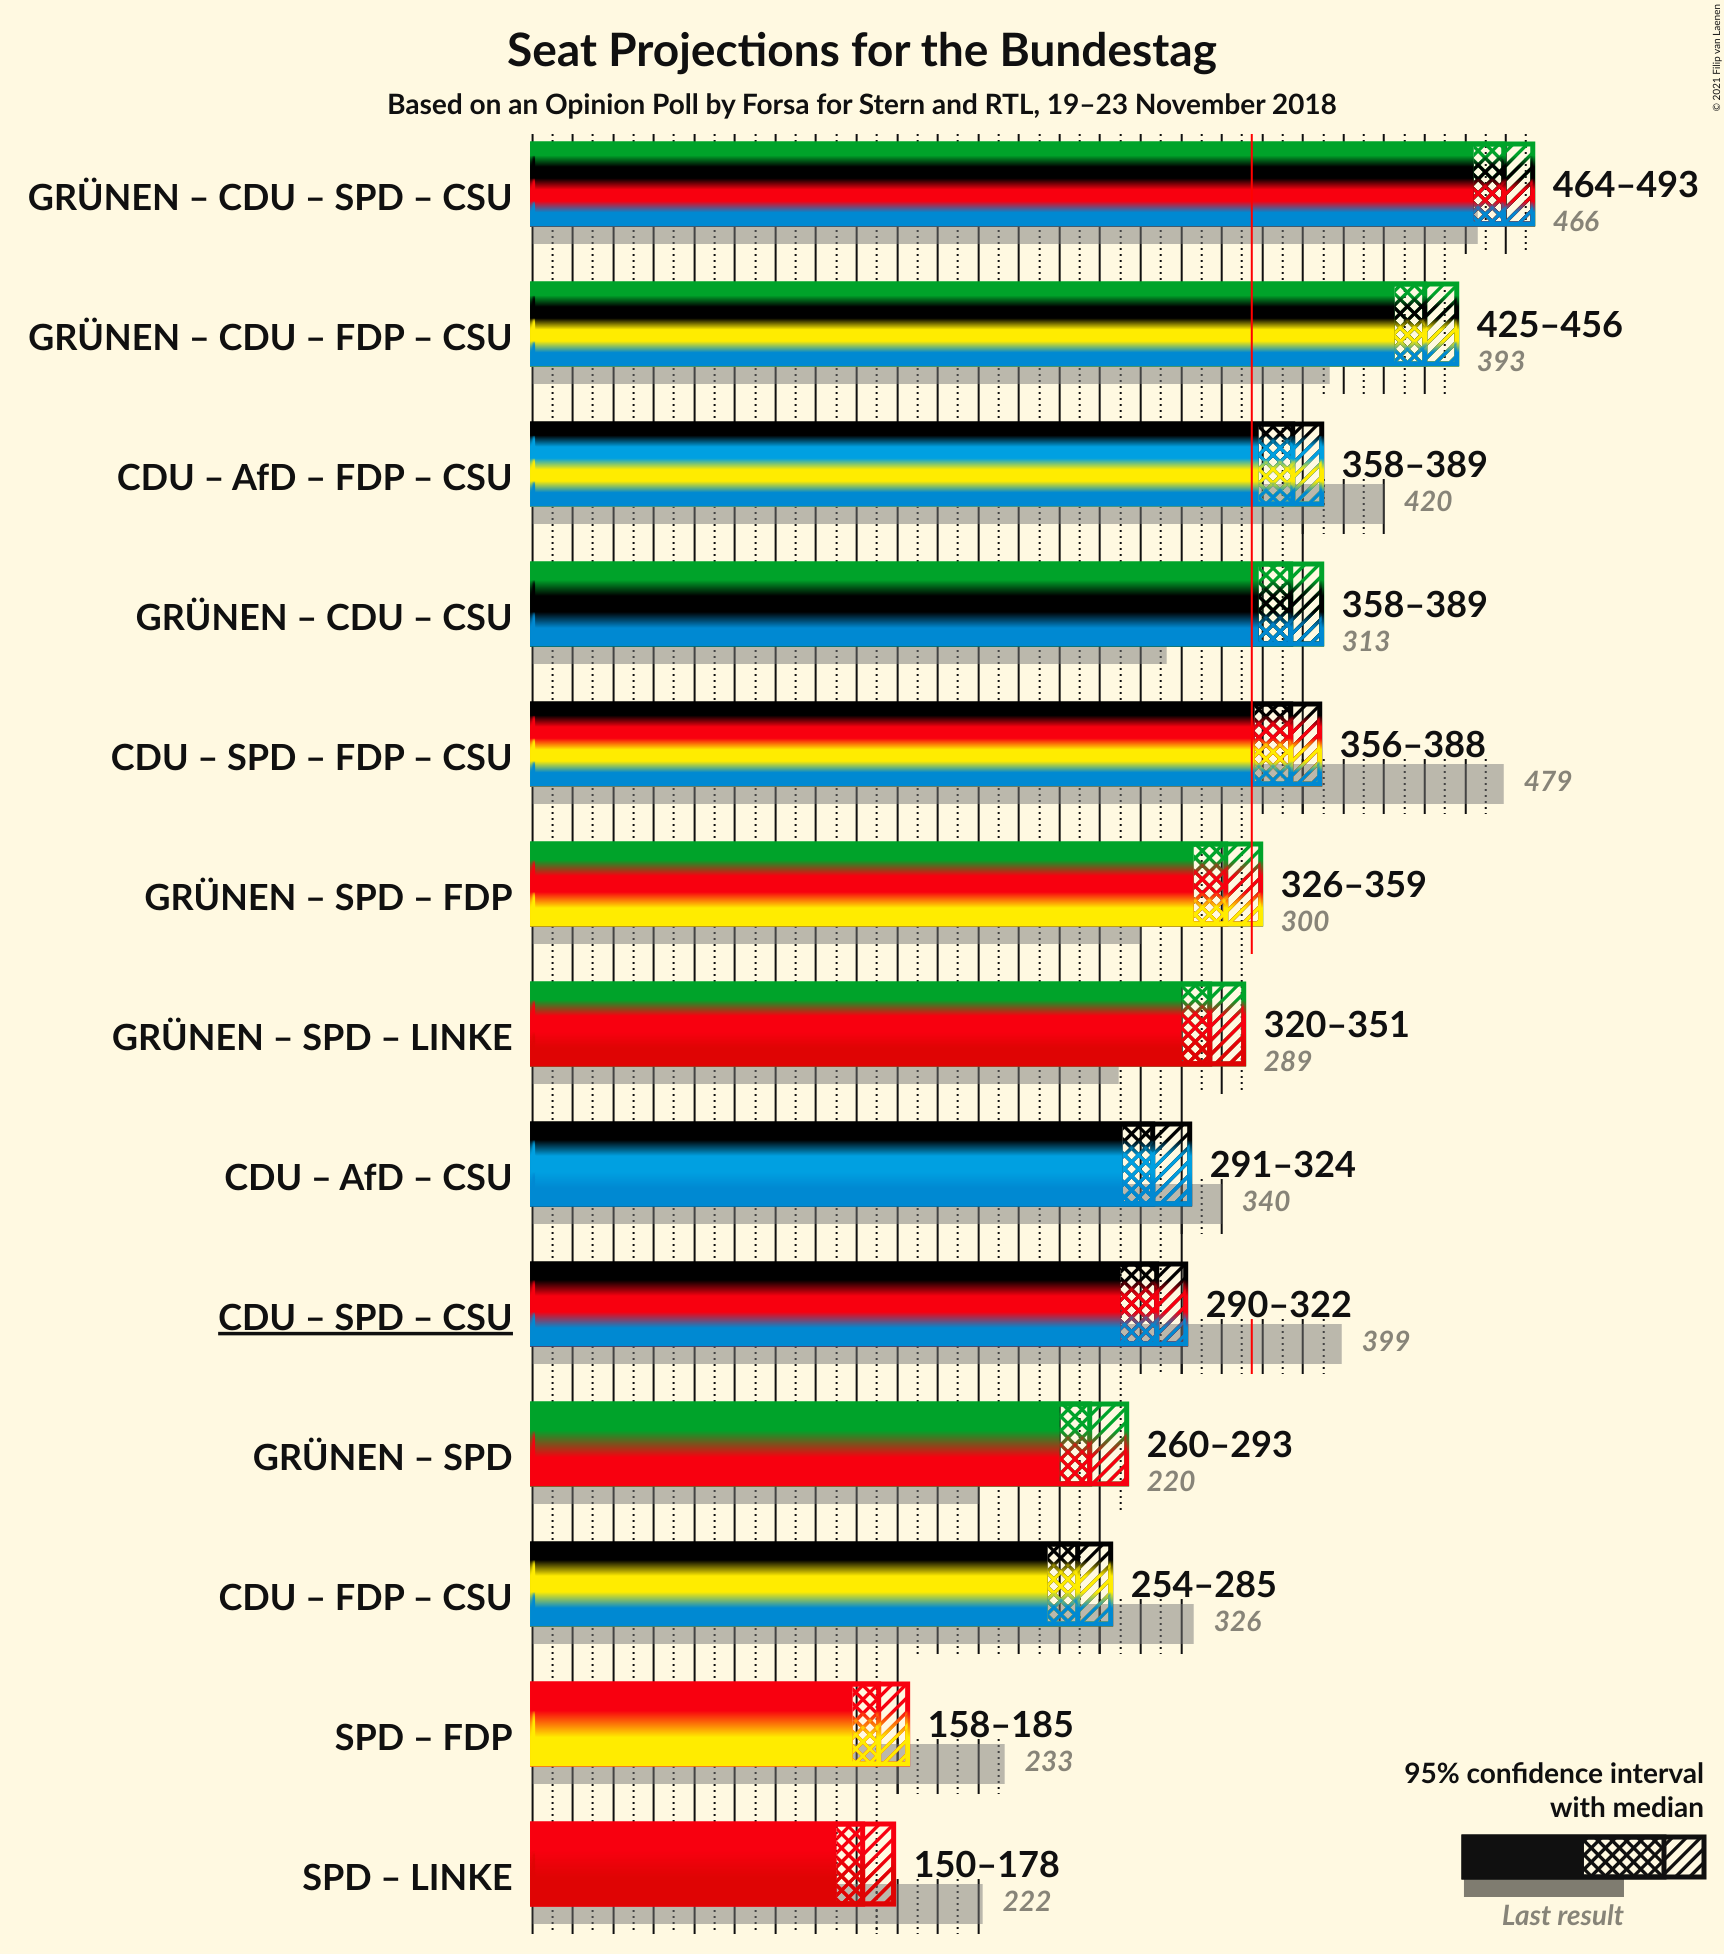 Seat Projections for the Bundestag
Based on an Opinion Poll by Forsa for Stern and RTL, 19–23 November 2018
© 2021 Filip van Laenen
GRÜNEN – CDU – SPD – CSU
464–493
466
GRÜNEN – CDU – FDP – CSU
425–456
393
CDU – AfD – FDP – CSU
358–389
420
GRÜNEN – CDU – CSU
358–389
313
CDU – SPD – FDP – CSU
356–388
479
GRÜNEN – SPD – FDP
326–359
300
GRÜNEN – SPD – LINKE
320–351
289
CDU – AfD – CSU
291–324
340
CDU – SPD – CSU
290–322
399
GRÜNEN – SPD
260–293
220
CDU – FDP – CSU
254–285
326
SPD – FDP
158–185
233
SPD – LINKE
150–178
222
95% confidence interval
with median
Last result